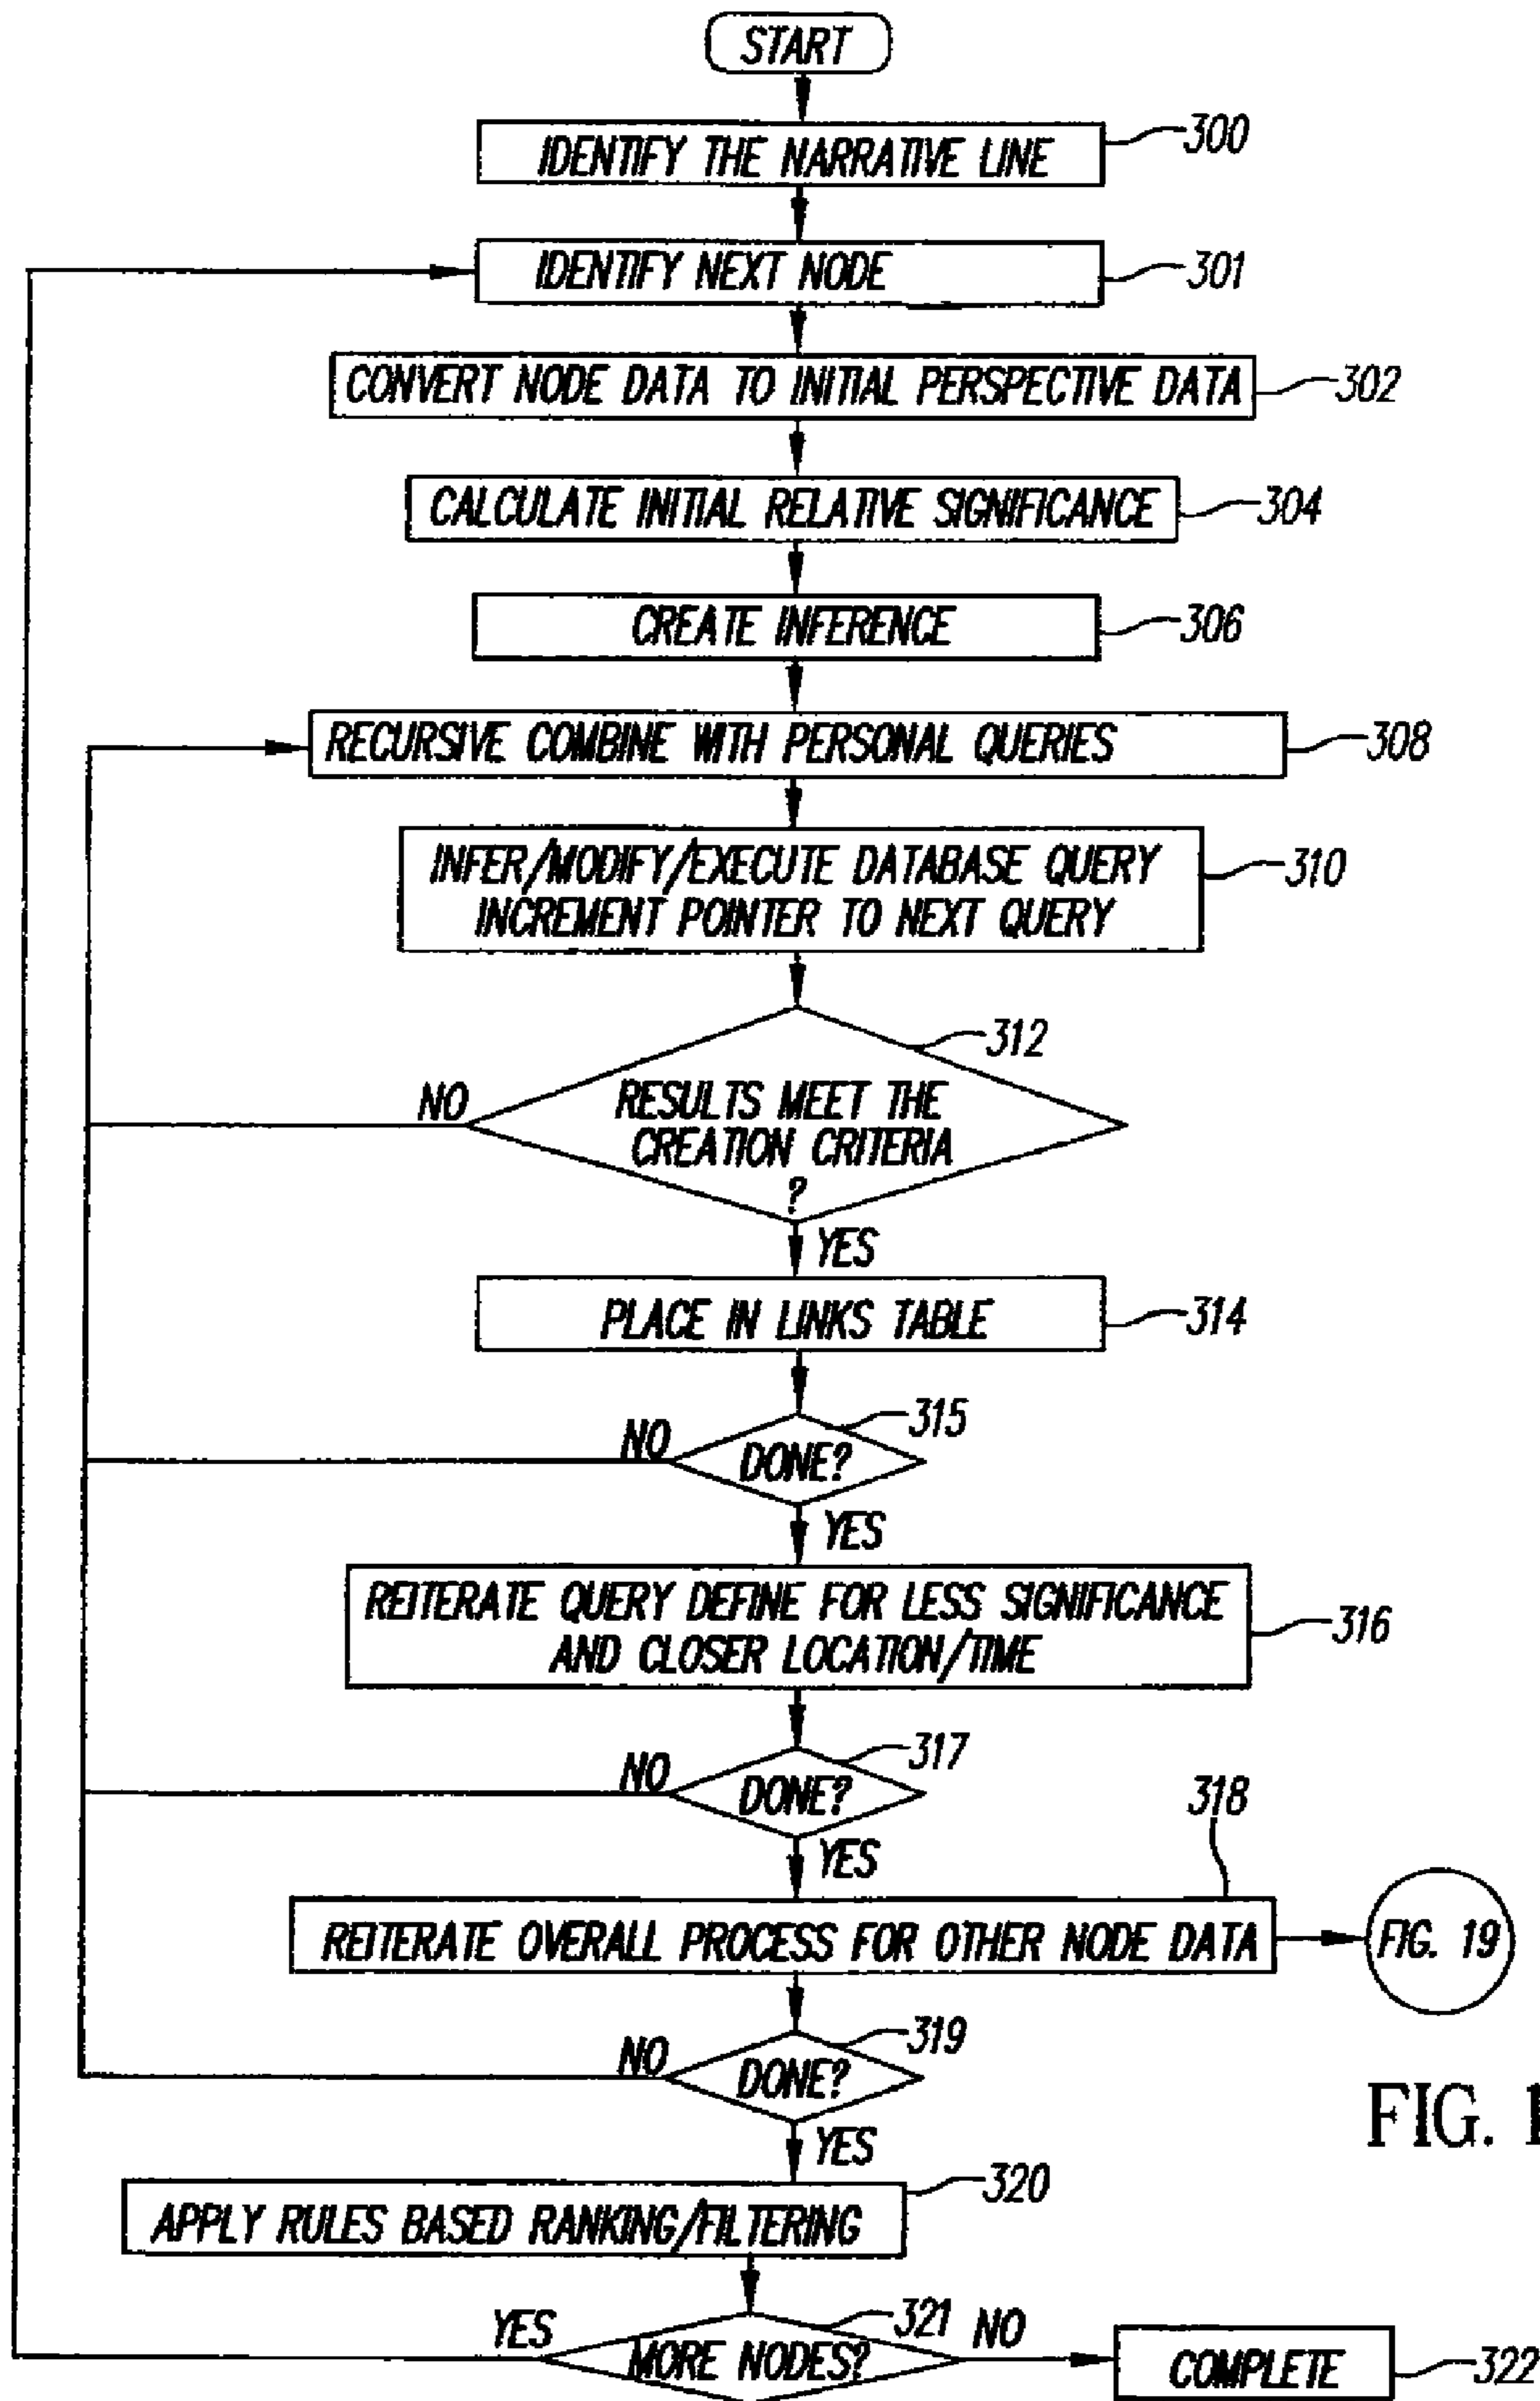 START
IDENTIFY THE NARRATIVE LINE
300
IDENTIFY NEXT NODE
301
CONVERT NODE DATA TO INITIAL PERSPECTIVE DATA
302
CALCULATE INITIAL RELATIVE SIGNIFICANCE
304
CREATE INFERENCE
306
RECURSIVE COMBINE WITH PERSONAL QUERIES
308
INFER/MODIFY/EXECUTE DATABASE QUERY
INCREMENT POINTER TO NEXT QUERY
310
312
NO
RESULTS MEET THE
CREATION CRITERIA
?
YES
PLACE IN LINKS TABLE
314
315
NO
DONE?
YES
REITERATE QUERY DEFINE FOR LESS SIGNIFICANCE
AND CLOSER LOCATION/TIME
316
317
NO
DONE?
YES
318
REITERATE OVERALL PROCESS FOR OTHER NODE DATA
FIG. 19
319
NO
DONE?
YES
FIG. 1
320
APPLY RULES BASED RANKING/FILTERING
321
YES
MORE NODES?
NO
COMPLETE
322